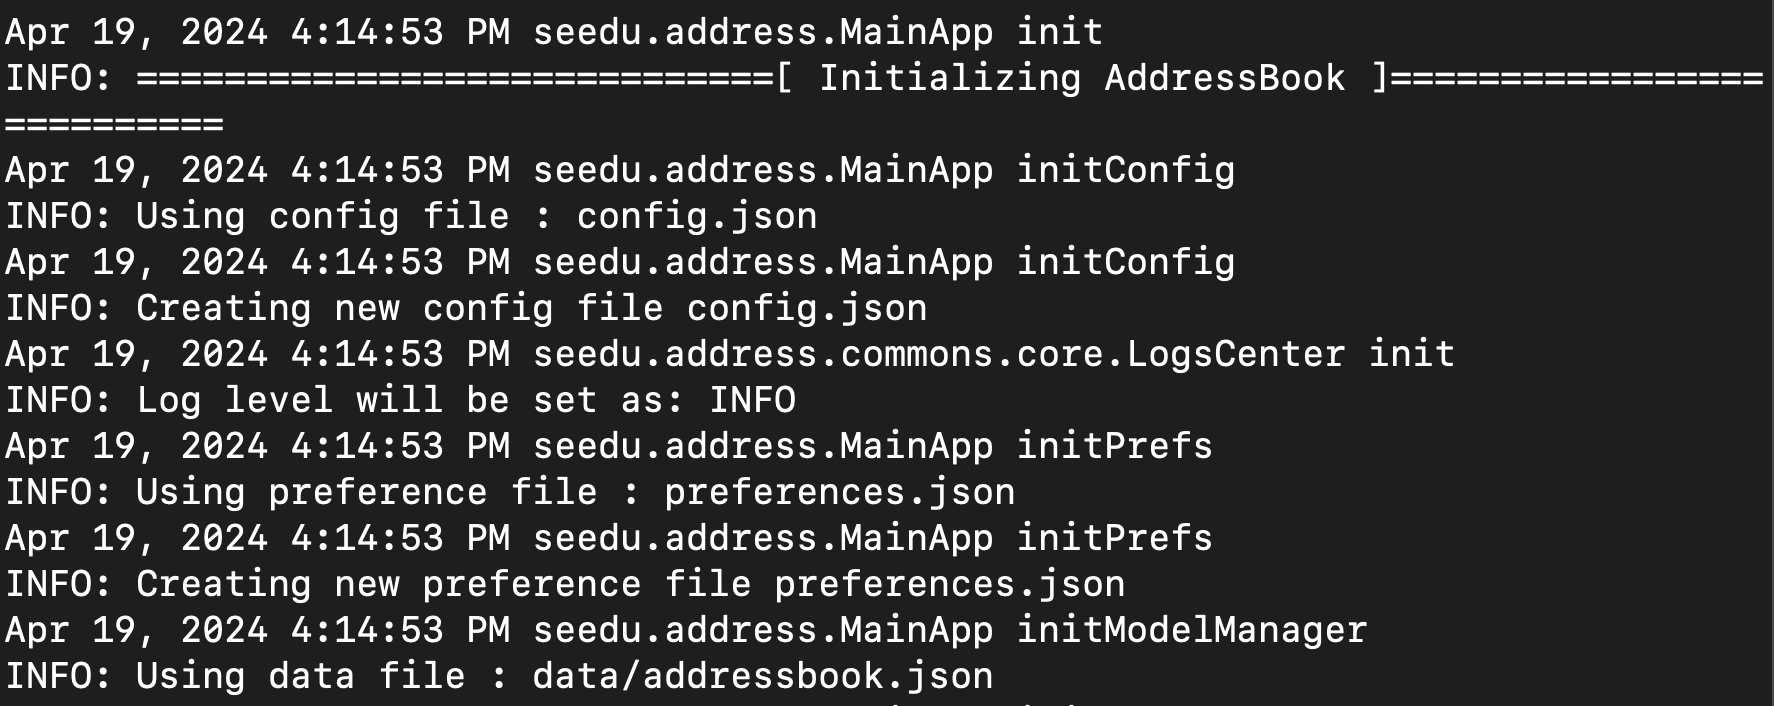 Apr 19, 2024 4:14:53 PM seedu.address.MainApp init
INFO: =============================[ Initializing AddressBook ]=================
==========
Apr 19, 2024 4:14:53 PM seedu.address.MainApp initConfig
INFO: Using config file : config.json
Apr 19, 2024 4:14:53 PM seedu.address.MainApp initConfig
INFO: Creating new config file config.json
Apr 19, 2024 4:14:53 PM seedu.address.commons.core.LogsCenter init
INFO: Log level will be set as: INFO
Apr 19, 2024 4:14:53 PM seedu.address.MainApp initPrefs
INFO: Using preference file : preferences.json
Apr 19, 2024 4:14:53 PM seedu.address.MainApp initPrefs
INFO: Creating new preference file preferences.json
Apr 19, 2024 4:14:53 PM seedu.address.MainApp initModelManager
INFO: Using data file : data/addressbook.json